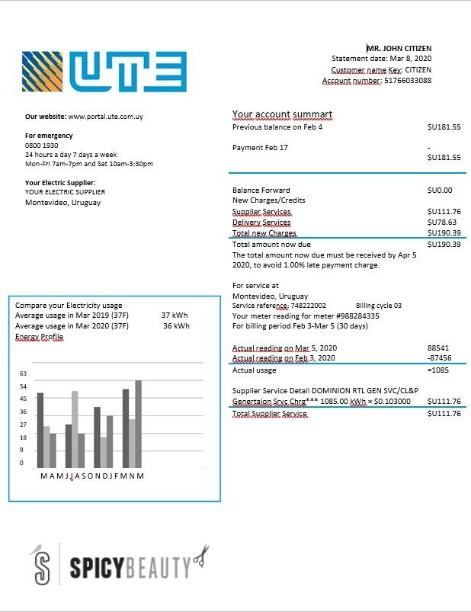 MR. JOHN CITIZEN
Statement date: Mar 8, 2020
Customer name Key: CITIZEN
Account number: 51766033088
UTE
Our website: www.portal.ute.com.uy
For emergency
0800 1930
24 hours a day 7 days a week
Mon-Fri 7am-7pm and Sat 10am-3:30pm
Your Electric Supplier:
YOUR ELECTRIC SUPPLIER
Montevideo, Uruguay
Your account summart
Previous balance on Feb 4 $U181.55
Payment Feb 17 -
$U181.55
Balance Forward $U0.00
New Charges/Credits
Supplier Services $U111.76
Delivery Services $U78.63
Total new Charges $U190.39
Total amount now due $U190.39
The total amount now due must be received by Apr 5
2020, to avoid 1.00% late payment charge.
For service at
Montevideo, Uruguay
Service reference: 748222002 Billing cycle 03
Your meter reading for meter #988284335
For billing period Feb 3-Mar 5 (30 days)
Actual reading on Mar 5, 2020 88541
Actual reading on Feb 3, 2020 -87456
Actual usage =1085
Supplier Service Detail DOMINION RTL GEN SVC/CL&P
Genertaion Srvc Chrg*** 1085.00 kWh × $0.103000 $U111.76
Total Supplier Service $U111.76
Compare your Electricity usage
Average usage in Mar 2019 (37F) 37 kWh
Average usage in Mar 2020 (37F) 36 kWh
Energy Profile
63
54
45
36
27
18
9
0
M A M J J A S O N D J F M N M
S | SPICYBEAUTY